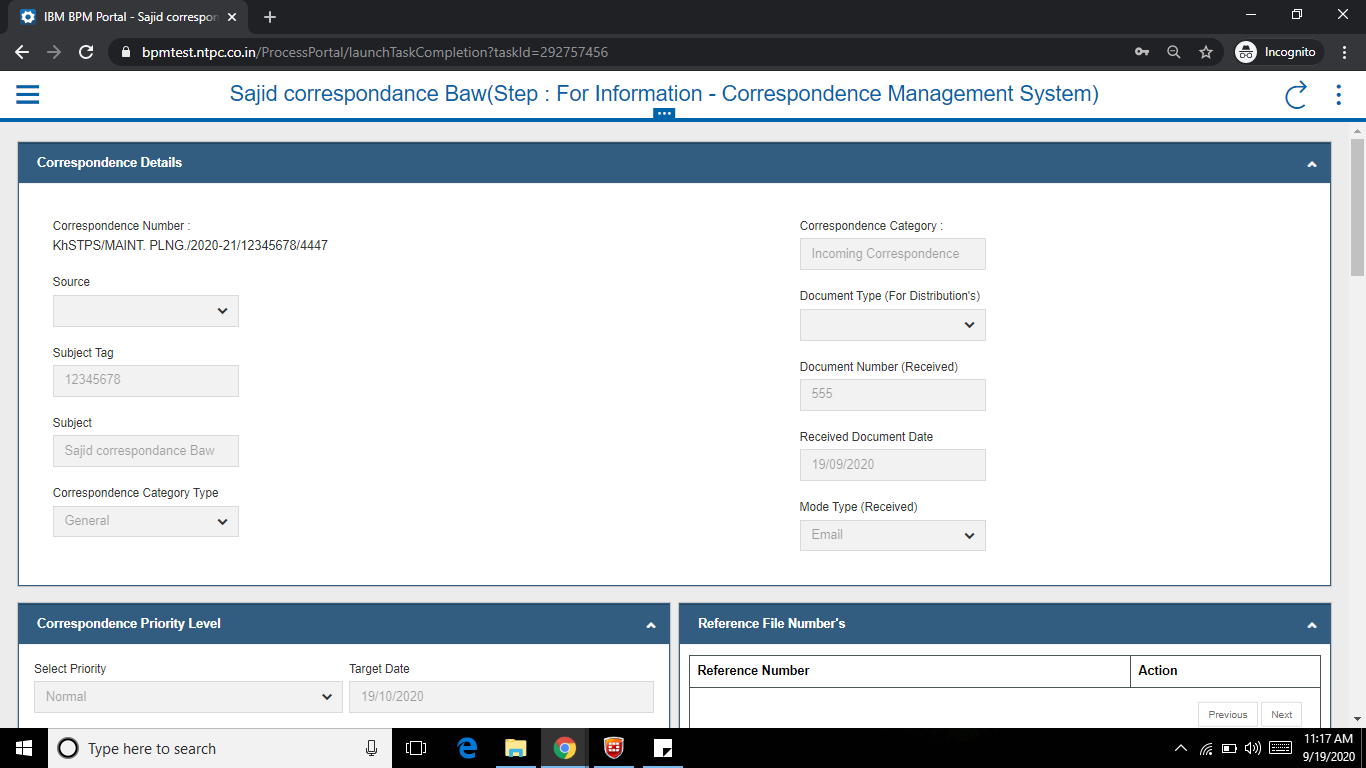 IBM BPM Portal - Sajid correspon
bpmtest.ntpc.co.in/ProcessPortal/launchTaskCompletion?taskId=292757456
Incognito
Sajid correspondance Baw(Step : For Information - Correspondence Management System)
Correspondence Details
Correspondence Number :
KhSTPS/MAINT. PLNG./2020-21/12345678/4447
Source
Subject Tag
12345678
Subject
Sajid correspondance Baw
Correspondence Category Type
General
Correspondence Category :
Incoming Correspondence
Document Type (For Distribution's)
Document Number (Received)
555
Received Document Date
19/09/2020
Mode Type (Received)
Email
Correspondence Priority Level
Select Priority
Normal
Target Date
19/10/2020
Reference File Number's
Reference Number Action
Previous Next
Type here to search
11:17 AM
9/19/2020